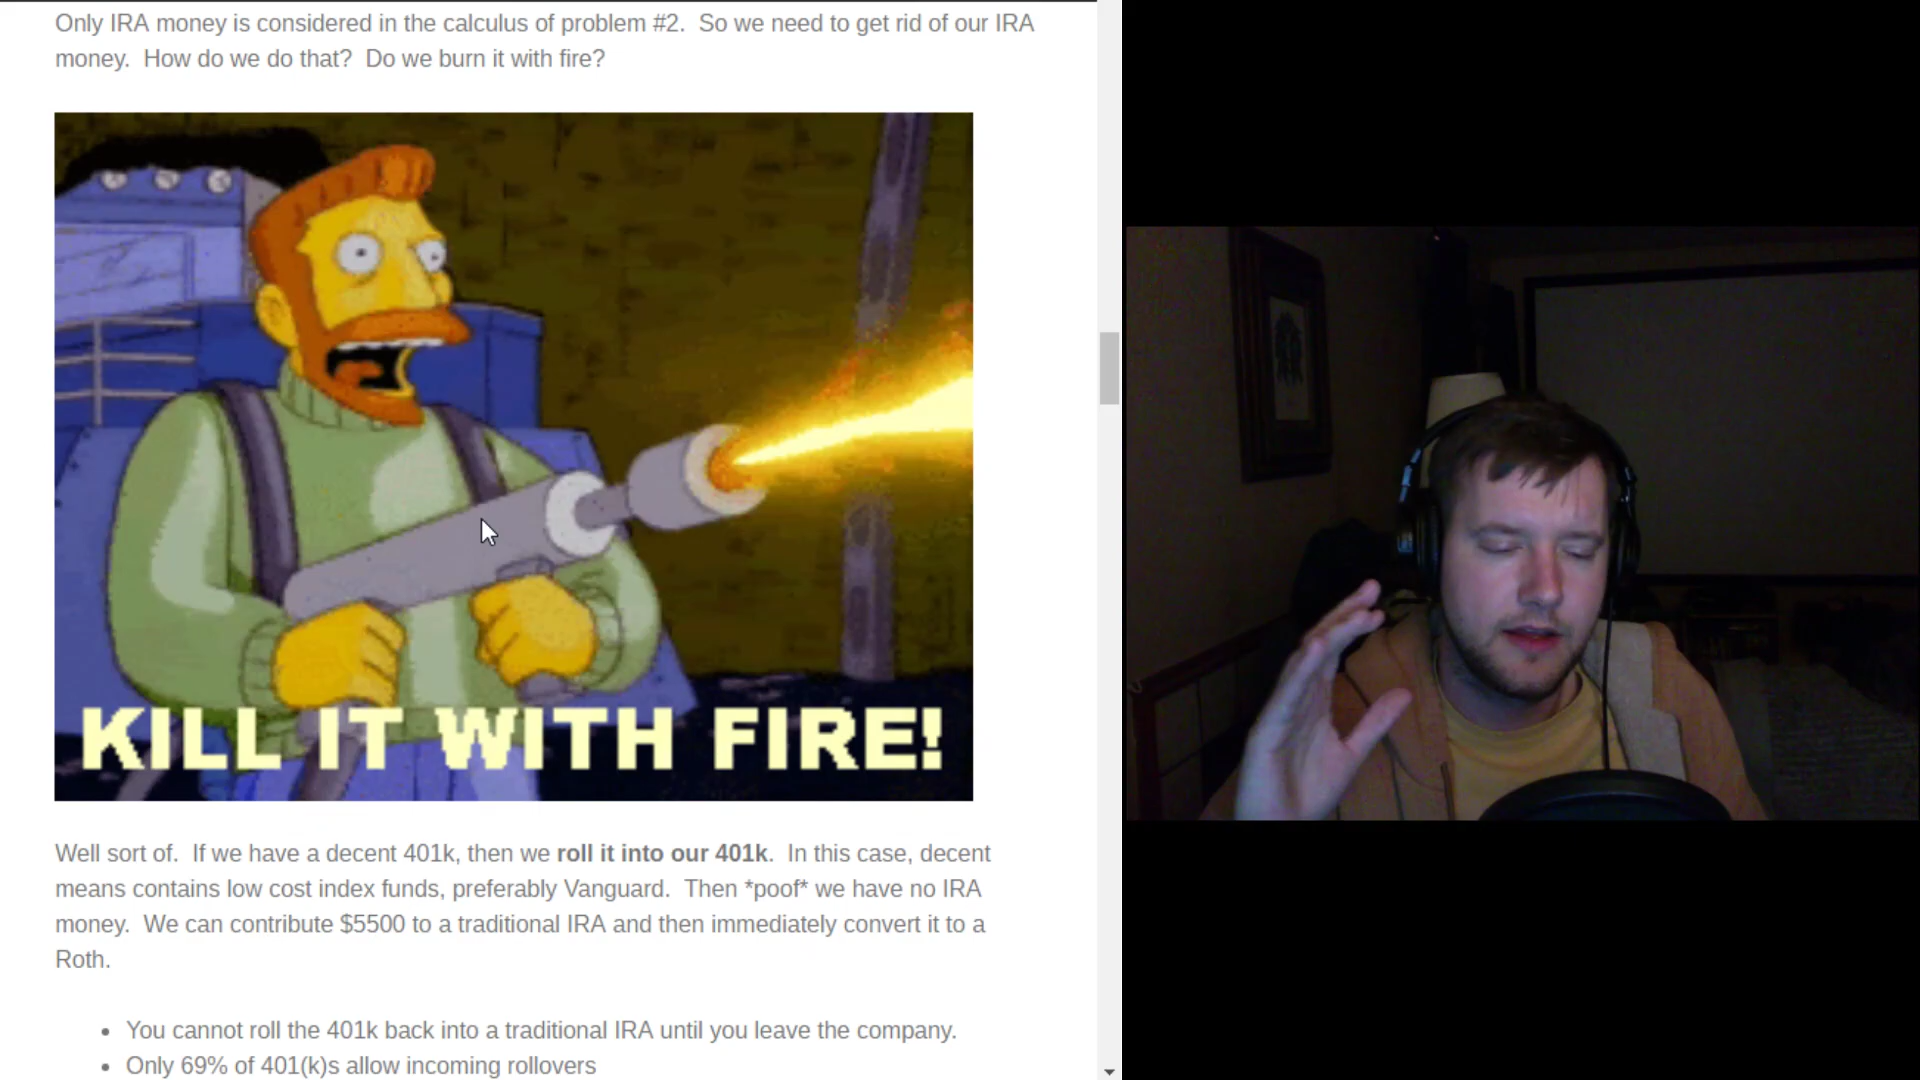 Only IRA money is considered in the calculus of problem #2.  So we need to get rid of our IRA
money.  How do we do that?  Do we burn it with fire?
KILL IT WITH FIRE!
Well sort of.  If we have a decent 401k, then we roll it into our 401k.  In this case, decent
means contains low cost index funds, preferably Vanguard.  Then *poof* we have no IRA
money.  We can contribute $5500 to a traditional IRA and then immediately convert it to a
Roth.
• You cannot roll the 401k back into a traditional IRA until you leave the company.
• Only 69% of 401(k)s allow incoming rollovers